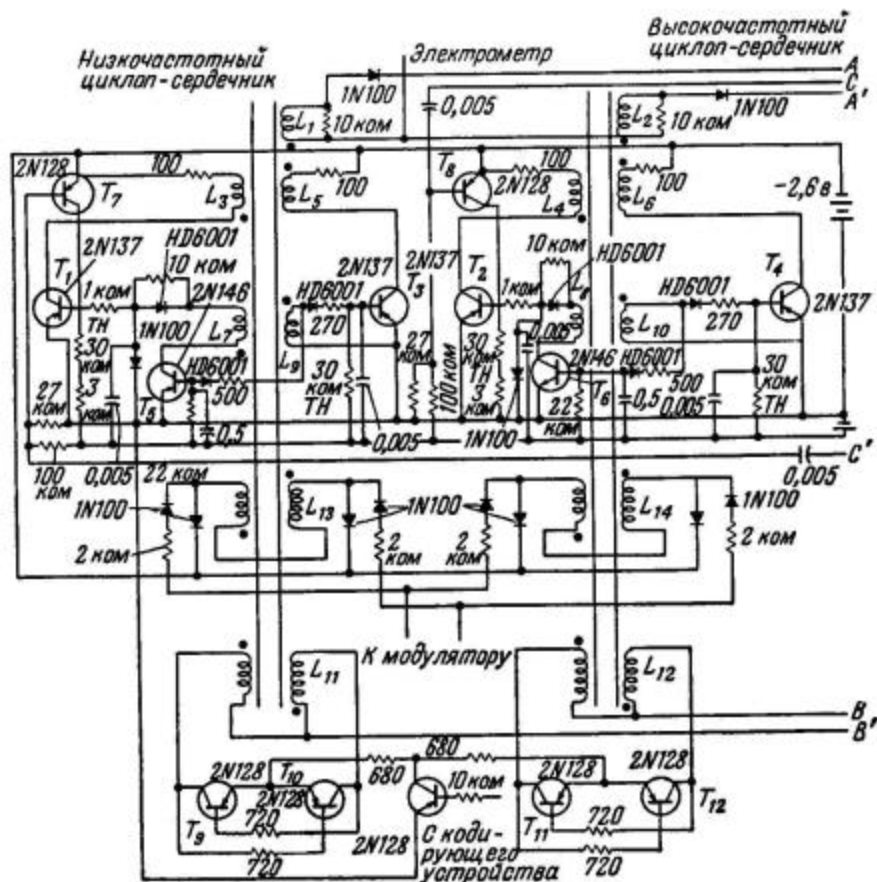 Низкочастотный
циклоп-сердечник
Электрометр
Высокочастотный
циклоп-сердечник
A
C
A'
1N100
0,005
1N100
L1
10 ком
L2
10 ком
2N128
100
T7
L3
L5
100
T8
2N128
100
L4
L6
100
-2,6 в
T1
2N137
HD6001
10 ком
2N146
1 ком
L7
1N100
TH
30
ком
3
ком
T5
HD6001
500
HD6001
270
L9
2N137
T3
30
ком
TH
0,005
27
ком
2N137
T2
100 ком
10 ком
HD6001
1 ком
L8
0,005
30
ком
TH
3
ком
1N100
2N146
T6
HD6001
500
22
ком
0,5
L10
HD6001
270
T4
2N137
30
ком
TH
0,005
27
ком
100
ком
0,005
22 ком
0,5
C'
0,005
1N100
2 ком
L13
1N100
2
ком
2
ком
L14
1N100
2 ком
К модулятору
L11
L12
B
B'
680
680
2N128
T10
2N128
T9
720
720
2N128
10 ком
С коди-
рующего
устройства
2N128
2N128
T11
T12
720
720